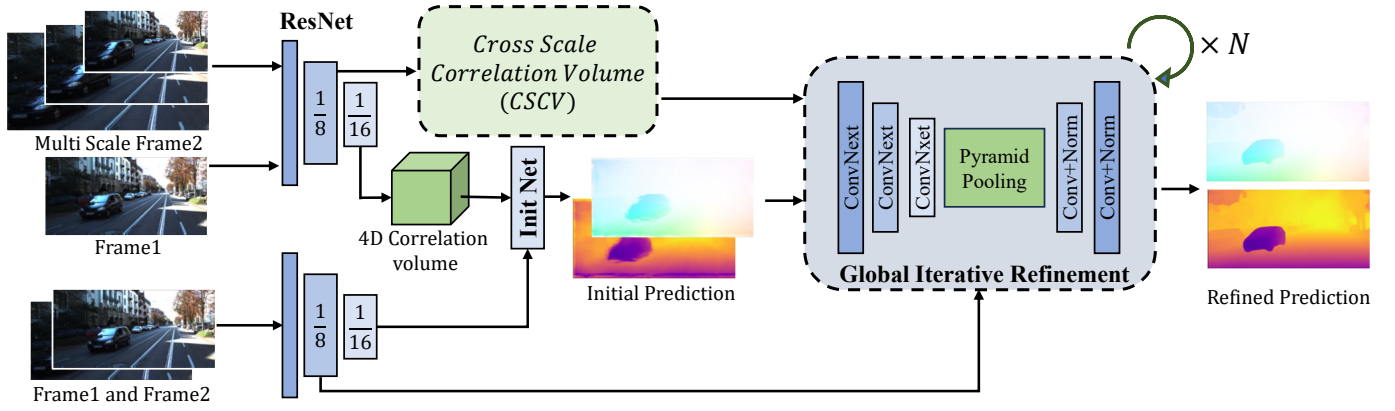 ResNet
Cross Scale
Correlation Volume
(CSCV)
× N
1/8
1/16
Multi Scale Frame2
Frame1
4D Correlation
volume
Init Net
Initial Prediction
ConvNext
ConvNext
ConvNxet
Pyramid
Pooling
Conv+Norm
Conv+Norm
Global Iterative Refinement
Refined Prediction
1/8
1/16
Frame1 and Frame2